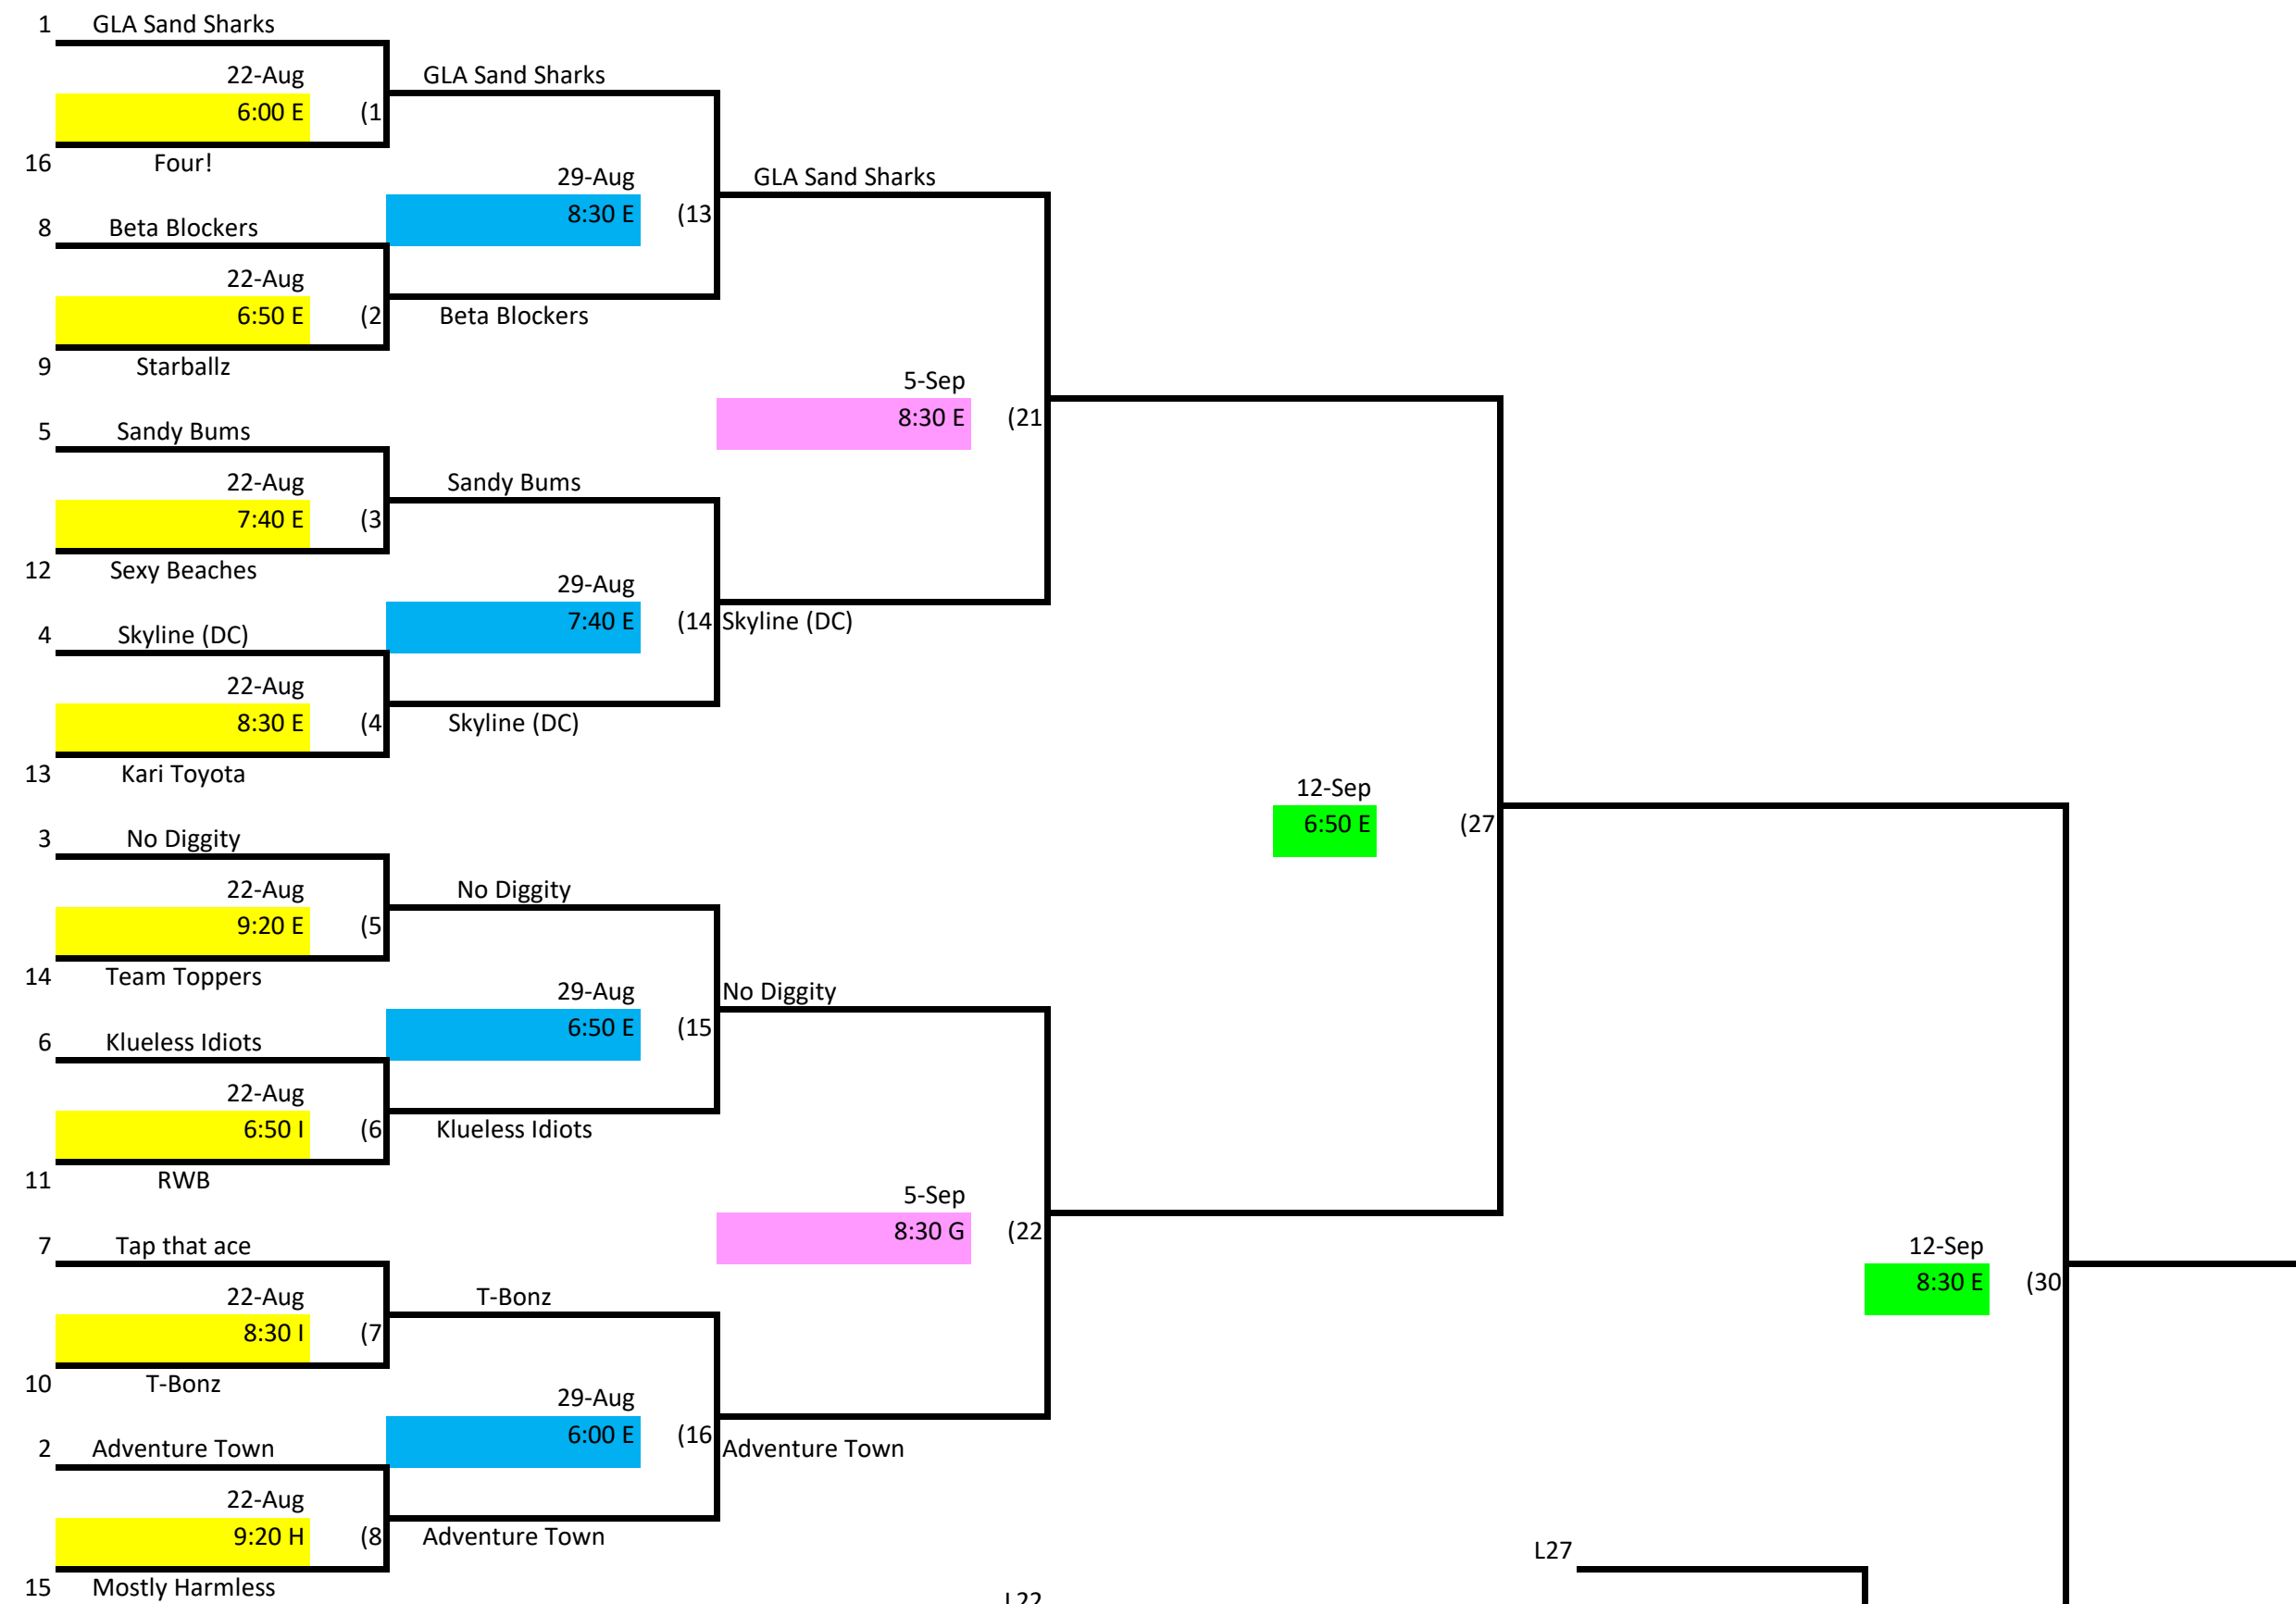 1 GLA Sand Sharks
22-Aug GLA Sand Sharks
6:00 E (1
16 Four!
29-Aug GLA Sand Sharks
8:30 E (13
8 Beta Blockers
22-Aug
6:50 E (2 Beta Blockers
9 Starballz
5-Sep
8:30 E (21
5 Sandy Bums
22-Aug Sandy Bums
7:40 E (3
12 Sexy Beaches
29-Aug
7:40 E (14 Skyline (DC)
4 Skyline (DC)
22-Aug
8:30 E (4 Skyline (DC)
13 Kari Toyota
12-Sep
6:50 E (27
3 No Diggity
22-Aug No Diggity
9:20 E (5
14 Team Toppers
29-Aug No Diggity
6:50 E (15
6 Klueless Idiots
22-Aug
6:50 I (6 Klueless Idiots
11 RWB
5-Sep
8:30 G (22
7 Tap that ace 12-Sep
8:30 E (30
22-Aug T-Bonz
8:30 I (7
10 T-Bonz
29-Aug
6:00 E (16
2 Adventure Town Adventure Town
22-Aug
9:20 H (8 Adventure Town
L27
15 Mostly Harmless
L22